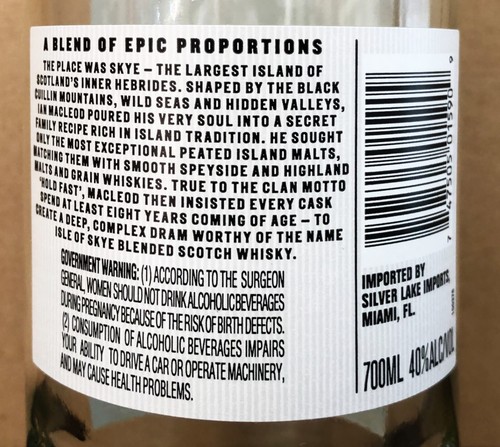 A BLEND OF EPIC PROPORTIONS
THE PLACE WAS SKYE – THE LARGEST ISLAND OF
SCOTLAND'S INNER HEBRIDES. SHAPED BY THE BLACK
CUILLIN MOUNTAINS, WILD SEAS AND HIDDEN VALLEYS,
IAN MACLEOD POURED HIS VERY SOUL INTO A SECRET
FAMILY RECIPE RICH IN ISLAND TRADITION. HE SOUGHT
ONLY THE MOST EXCEPTIONAL PEATED ISLAND MALTS,
MATCHING THEM WITH SMOOTH SPEYSIDE AND HIGHLAND
MALTS AND GRAIN WHISKIES. TRUE TO THE CLAN MOTTO
'HOLD FAST', MACLEOD THEN INSISTED EVERY CASK
SPEND AT LEAST EIGHT YEARS COMING OF AGE – TO
CREATE A DEEP, COMPLEX DRAM WORTHY OF THE NAME
ISLE OF SKYE BLENDED SCOTCH WHISKY.
GOVERNMENT WARNING: (1) ACCORDING TO THE SURGEON
GENERAL, WOMEN SHOULD NOT DRINK ALCOHOLIC BEVERAGES
DURING PREGNANCY BECAUSE OF THE RISK OF BIRTH DEFECTS.
(2) CONSUMPTION OF ALCOHOLIC BEVERAGES IMPAIRS
YOUR ABILITY TO DRIVE A CAR OR OPERATE MACHINERY,
AND MAY CAUSE HEALTH PROBLEMS.
IMPORTED BY
SILVER LAKE IMPORTS,
MIAMI, FL.
700ML 40%ALC/VOL